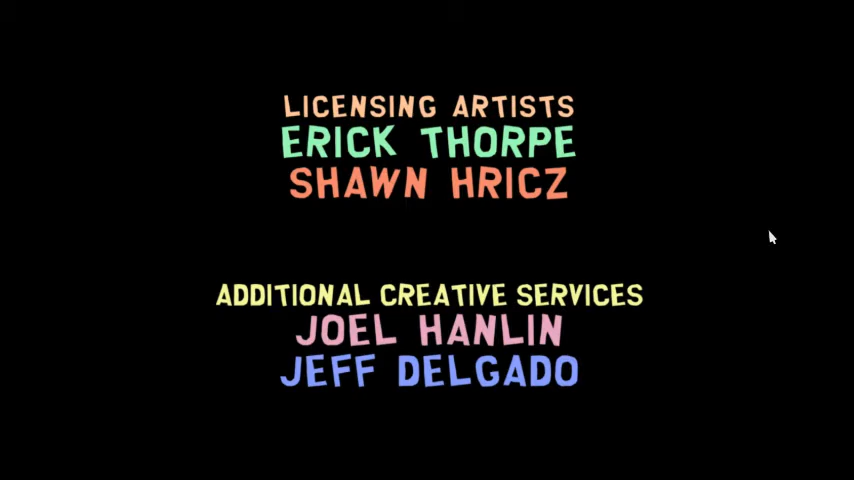 LICENSING ARTISTS
ERICK THORPE
SHAWN HRICZ
ADDITIONAL CREATIVE SERVICES
JOEL HANLIN
JEFF DELGADO